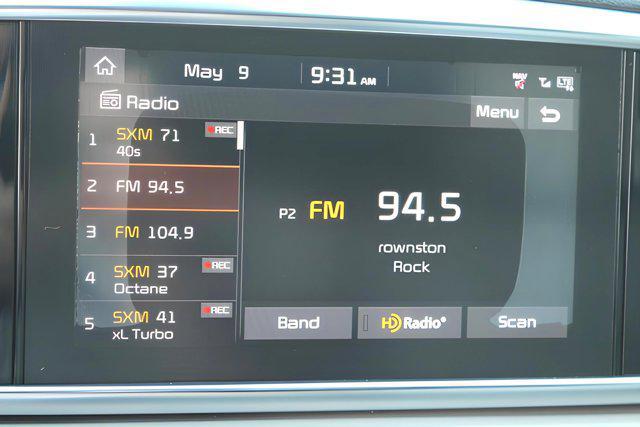 May 9 9:31 AM NAV LTE
Radio
Menu
1 SXM 71 REC
40s
2 FM 94.5
3 FM 104.9
4 SXM 37 REC
Octane
5 SXM 41 REC
xL Turbo
P2 FM 94.5
rownston
Rock
Band
HD Radio
Scan